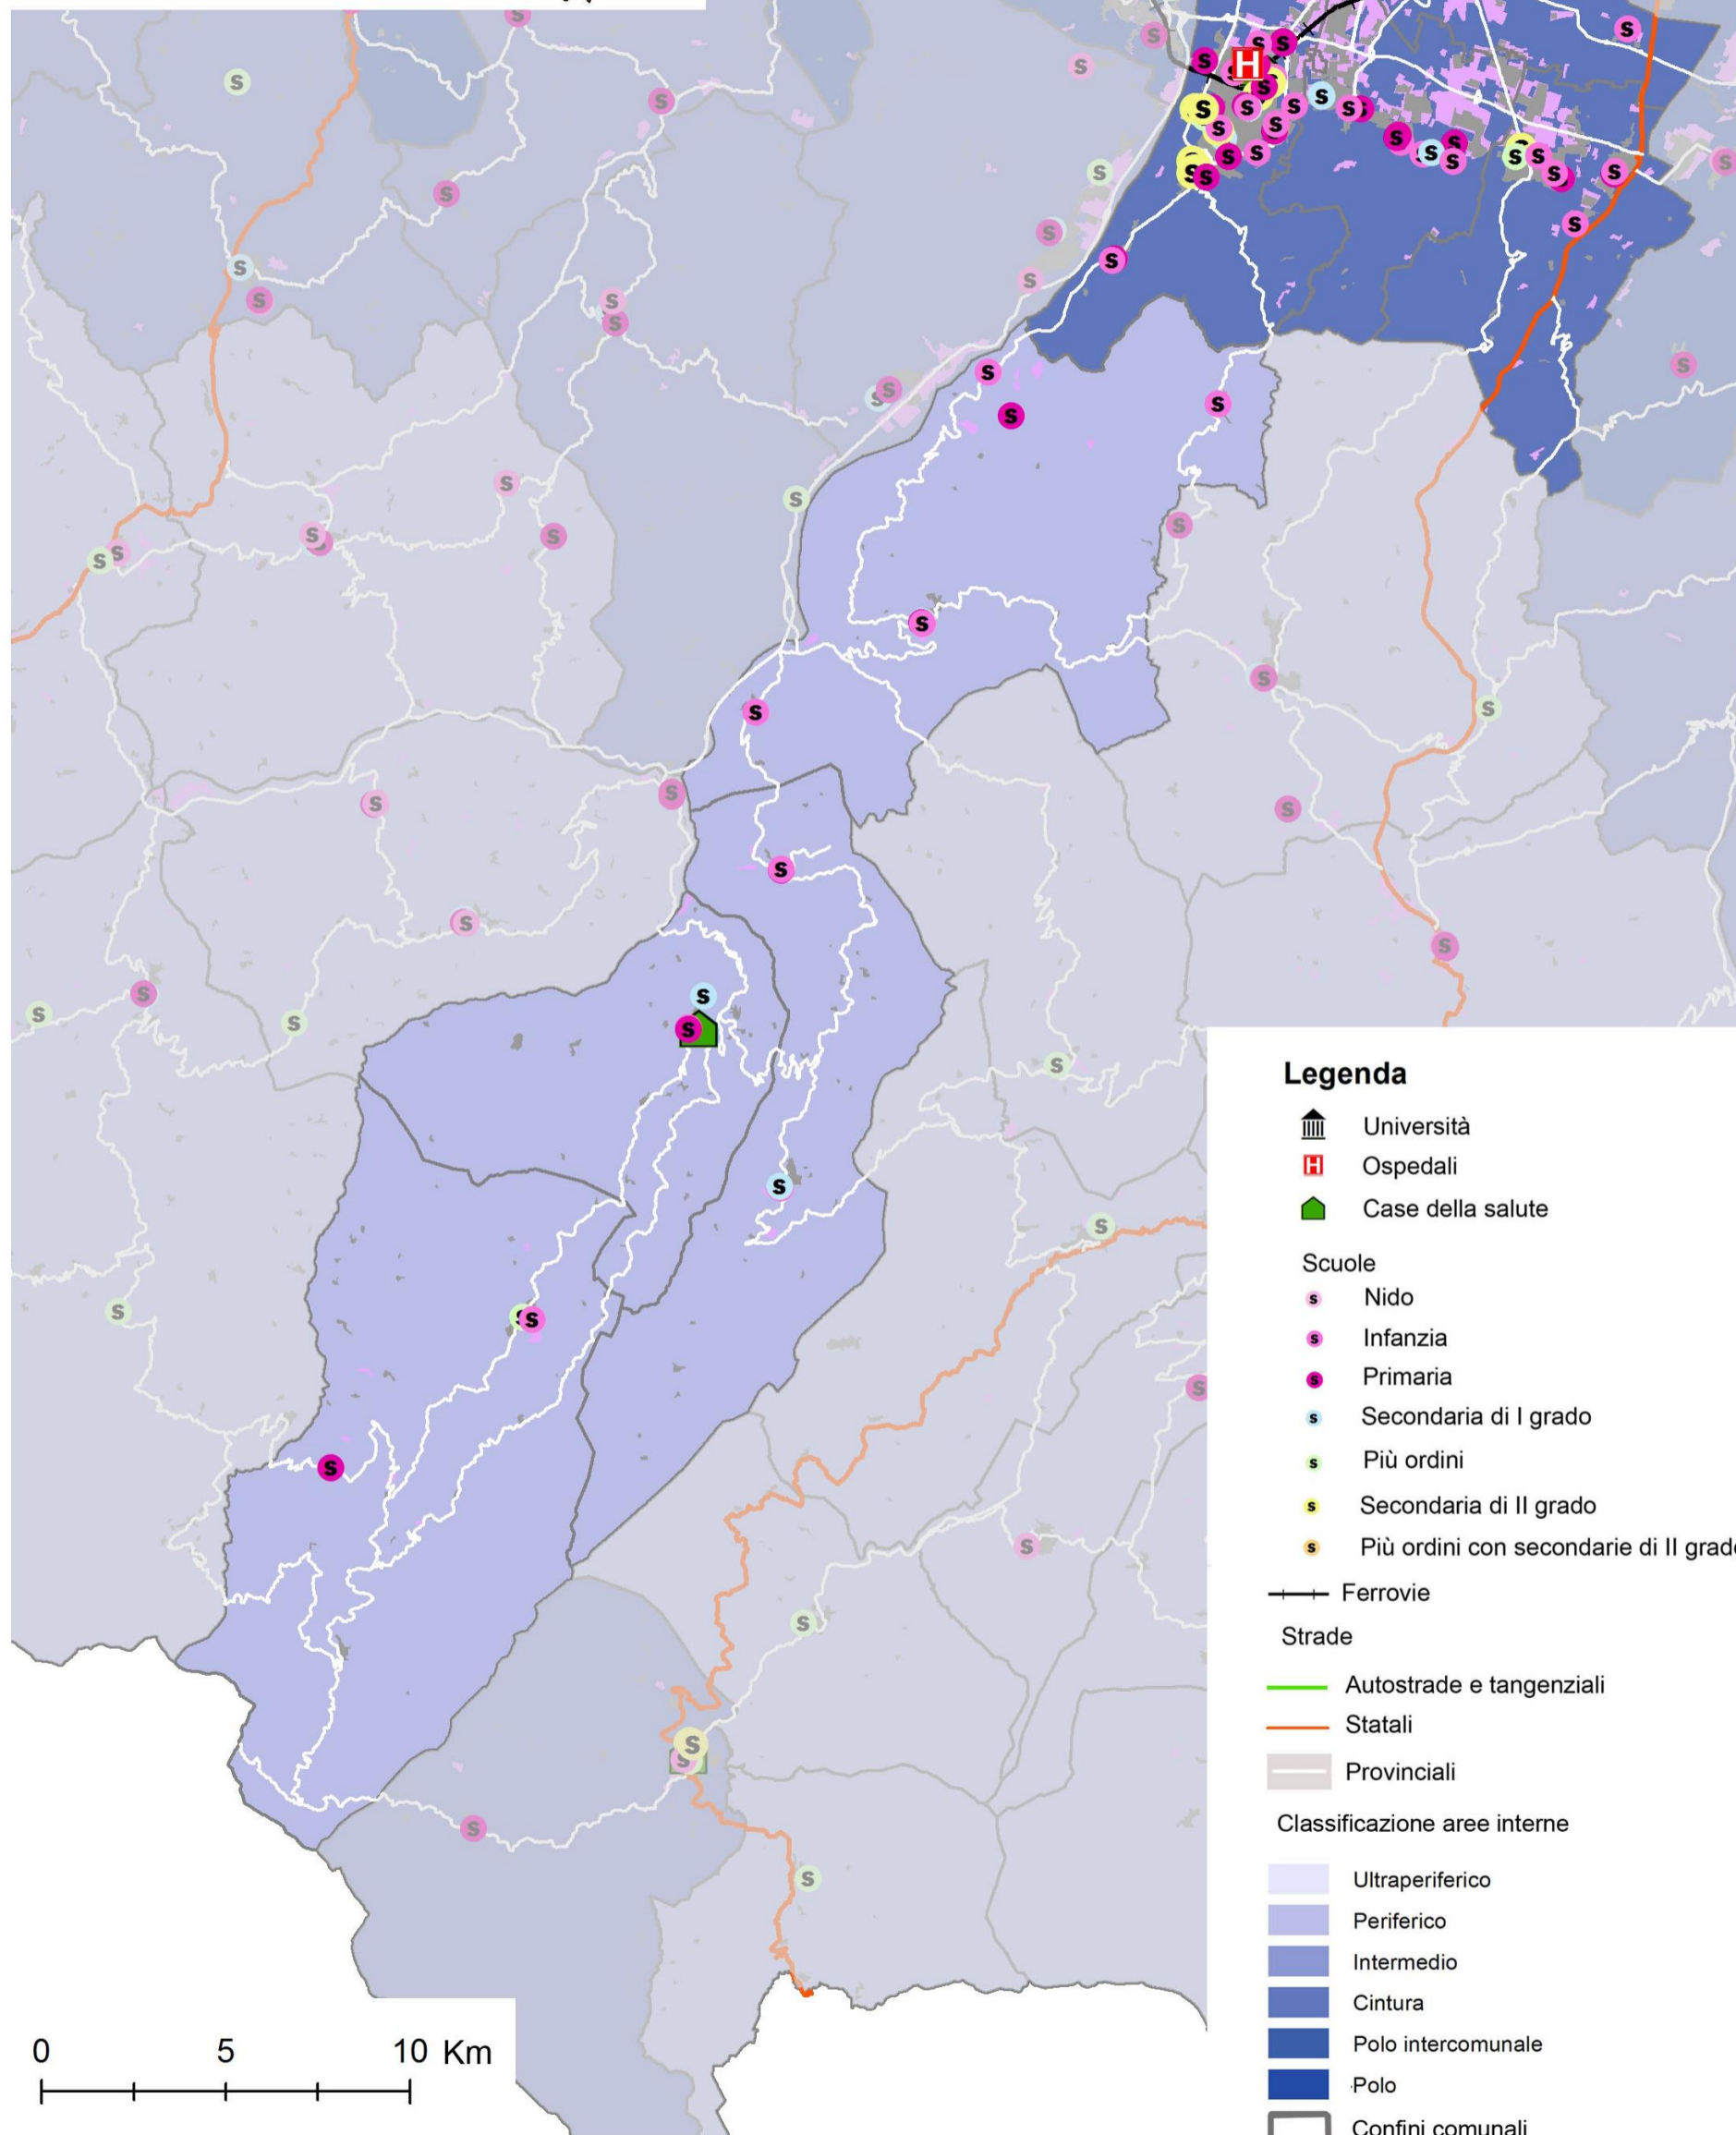 Legenda
Università
H Ospedali
Case della salute
Scuole
s Nido
s Infanzia
s Primaria
s Secondaria di I grado
s Più ordini
s Secondaria di II grado
s Più ordini con secondarie di II grado
Ferrovie
Strade
Autostrade e tangenziali
Statali
Provinciali
Classificazione aree interne
Ultraperiferico
Periferico
Intermedio
Cintura
Polo intercomunale
Polo
Confini comunali
0 5 10 Km